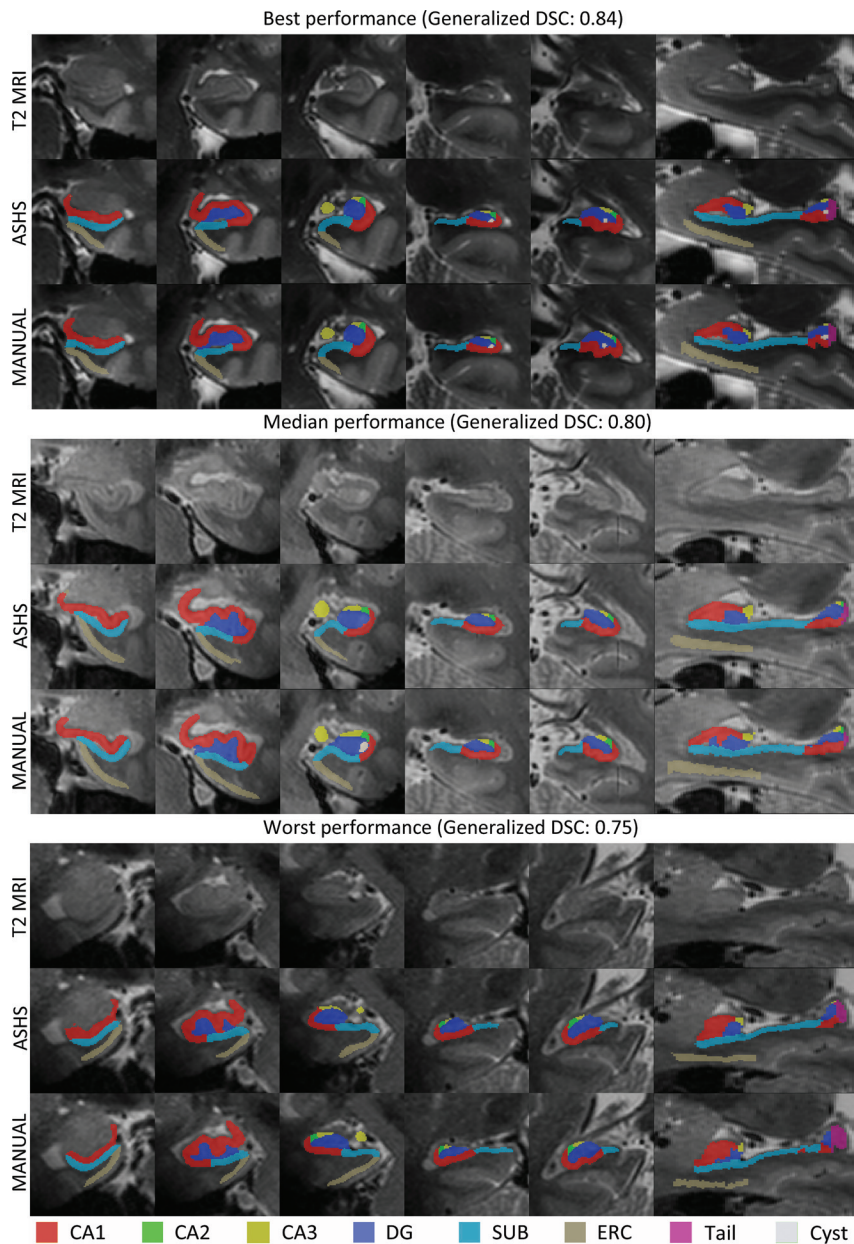 Best performance (Generalized DSC: 0.84)
T2 MRI
ASHS
MANUAL
Median performance (Generalized DSC: 0.80)
T2 MRI
ASHS
MANUAL
Worst performance (Generalized DSC: 0.75)
T2 MRI
ASHS
MANUAL
CA1 CA2 CA3 DG SUB ERC Tail Cyst